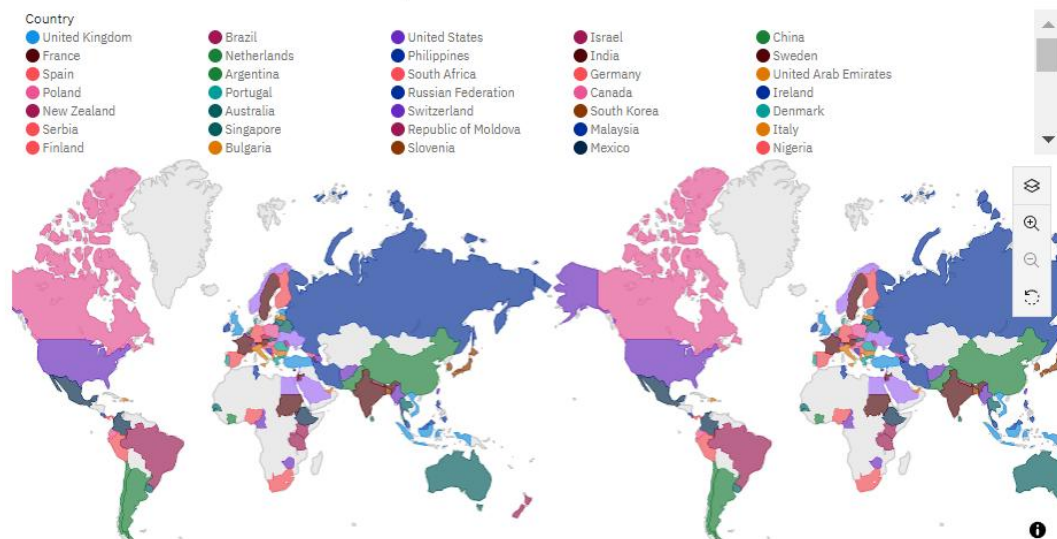 Country
United Kingdom Brazil United States Israel China
France Netherlands Philippines India Sweden
Spain Argentina South Africa Germany United Arab Emirates
Poland Portugal Russian Federation Canada Ireland
New Zealand Australia Switzerland South Korea Denmark
Serbia Singapore Republic of Moldova Malaysia Italy
Finland Bulgaria Slovenia Mexico Nigeria